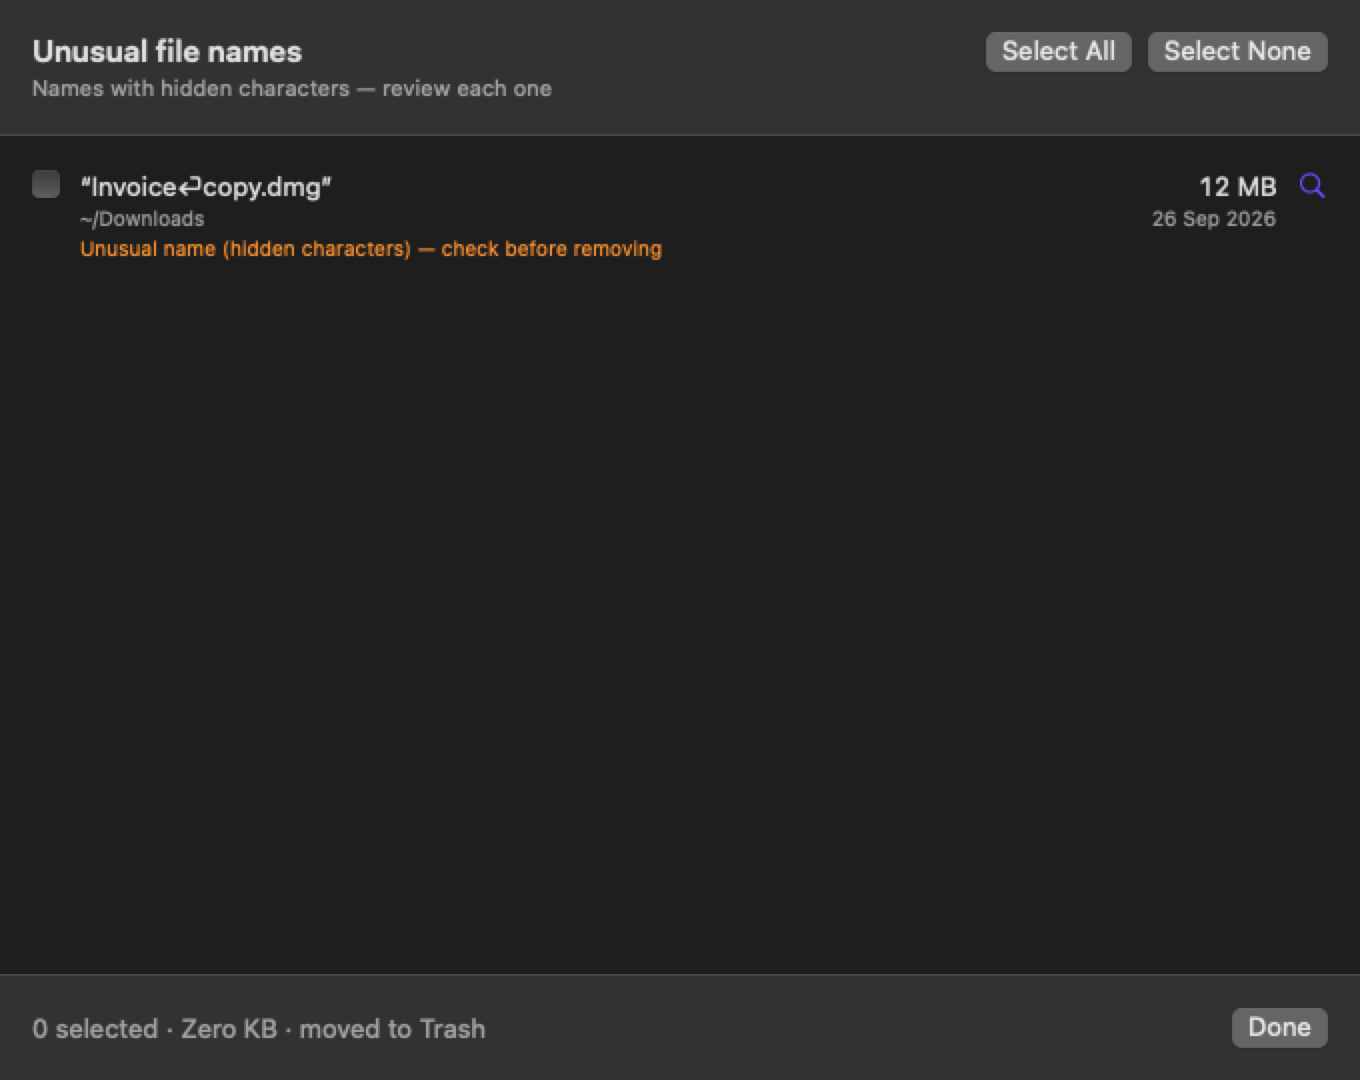 Unusual file names
Select All
Select None
Names with hidden characters — review each one
“Invoice⏎copy.dmg”
12 MB
~/Downloads
26 Sep 2026
Unusual name (hidden characters) — check before removing
0 selected · Zero KB · moved to Trash
Done